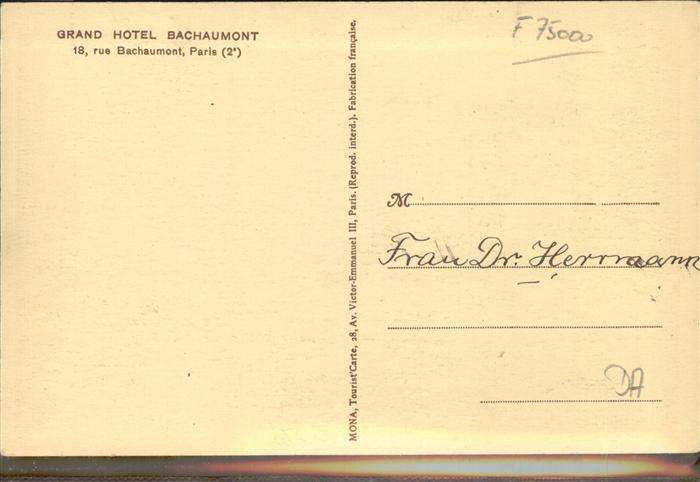 GRAND HOTEL BACHAUMONT
18, rue Bachaumont, Paris (2e)
MONA, Tourist'Carte, 28, Av. Victor-Emmanuel III, Paris. (Reprod. interd.). Fabrication française.
F 75000
M
Frau Dr. Herrmann
DA